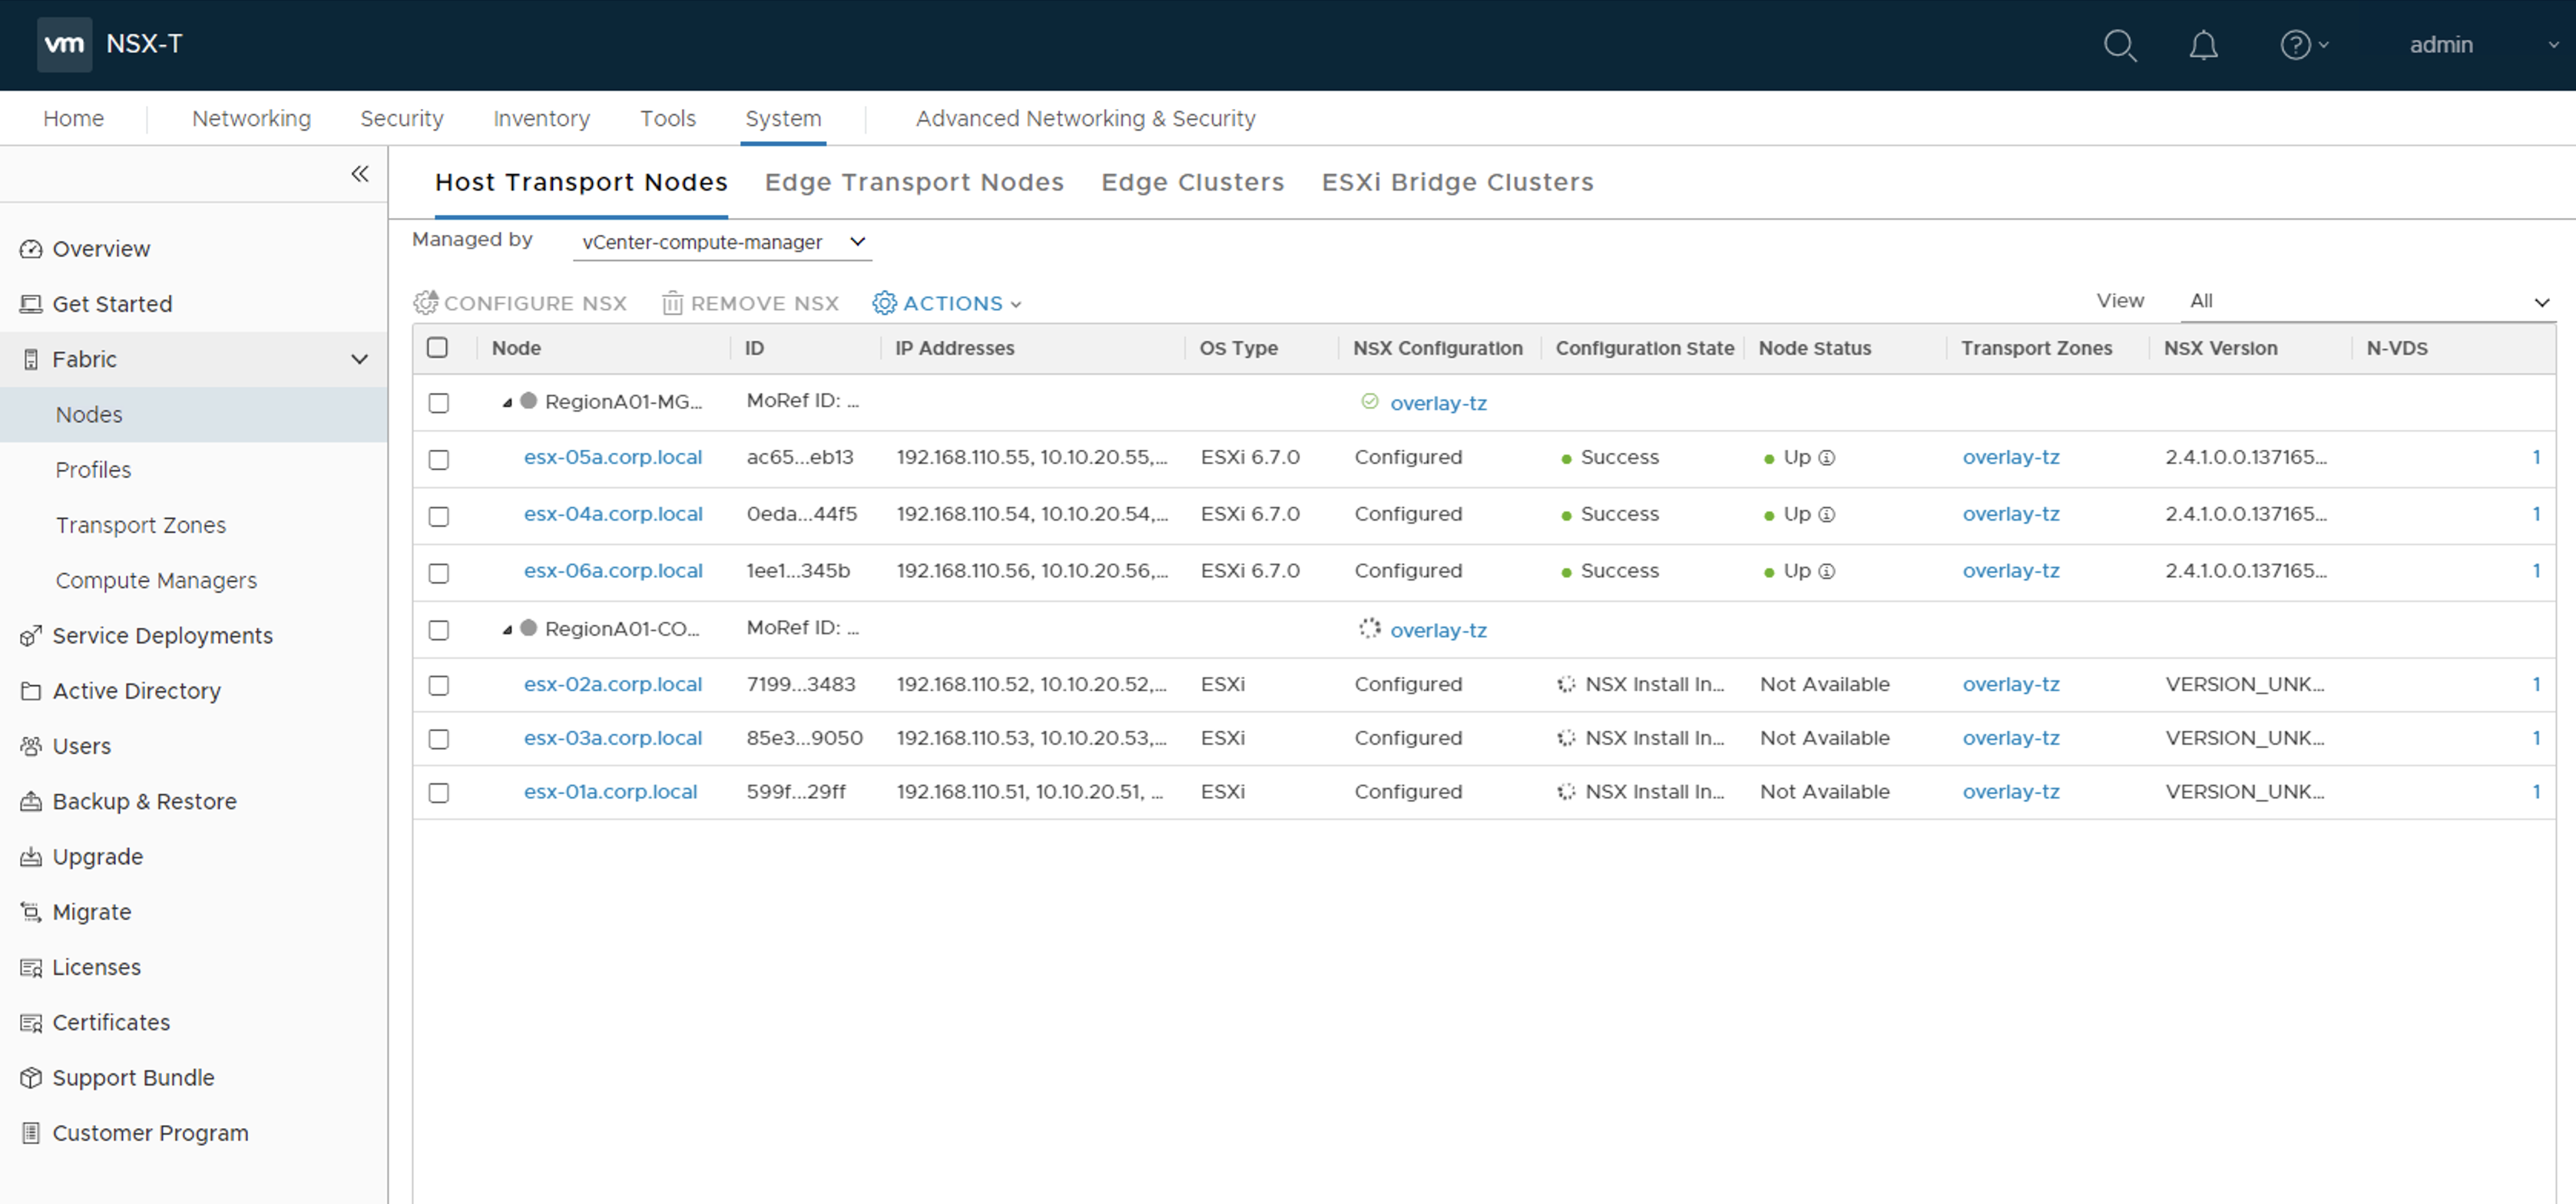 vm NSX-T admin
Home Networking Security Inventory Tools System Advanced Networking & Security
Host Transport Nodes Edge Transport Nodes Edge Clusters ESXi Bridge Clusters
Overview
Get Started
Fabric
Nodes
Profiles
Transport Zones
Compute Managers
Service Deployments
Active Directory
Users
Backup & Restore
Upgrade
Migrate
Licenses
Certificates
Support Bundle
Customer Program
Managed by vCenter-compute-manager
CONFIGURE NSX REMOVE NSX ACTIONS View All
Node ID IP Addresses OS Type NSX Configuration Configuration State Node Status Transport Zones NSX Version N-VDS
RegionA01-MG... MoRef ID: ... overlay-tz
esx-05a.corp.local ac65...eb13 192.168.110.55, 10.10.20.55,... ESXi 6.7.0 Configured Success Up overlay-tz 2.4.1.0.0.137165... 1
esx-04a.corp.local 0eda...44f5 192.168.110.54, 10.10.20.54,... ESXi 6.7.0 Configured Success Up overlay-tz 2.4.1.0.0.137165... 1
esx-06a.corp.local 1ee1...345b 192.168.110.56, 10.10.20.56,... ESXi 6.7.0 Configured Success Up overlay-tz 2.4.1.0.0.137165... 1
RegionA01-CO... MoRef ID: ... overlay-tz
esx-02a.corp.local 7199...3483 192.168.110.52, 10.10.20.52,... ESXi Configured NSX Install In... Not Available overlay-tz VERSION_UNK... 1
esx-03a.corp.local 85e3...9050 192.168.110.53, 10.10.20.53,... ESXi Configured NSX Install In... Not Available overlay-tz VERSION_UNK... 1
esx-01a.corp.local 599f...29ff 192.168.110.51, 10.10.20.51, ... ESXi Configured NSX Install In... Not Available overlay-tz VERSION_UNK... 1